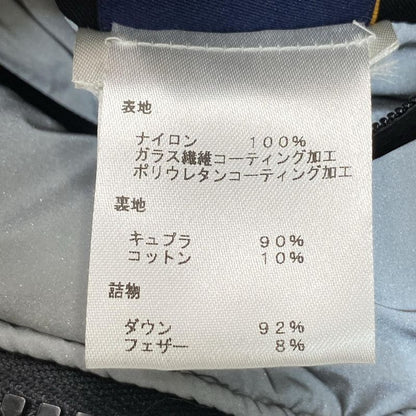 表地
ナイロン 100%
ガラス繊維コーティング加工
ポリウレタンコーティング加工
裏地
キュプラ 90%
コットン 10%
詰物
ダウン 92%
フェザー 8%